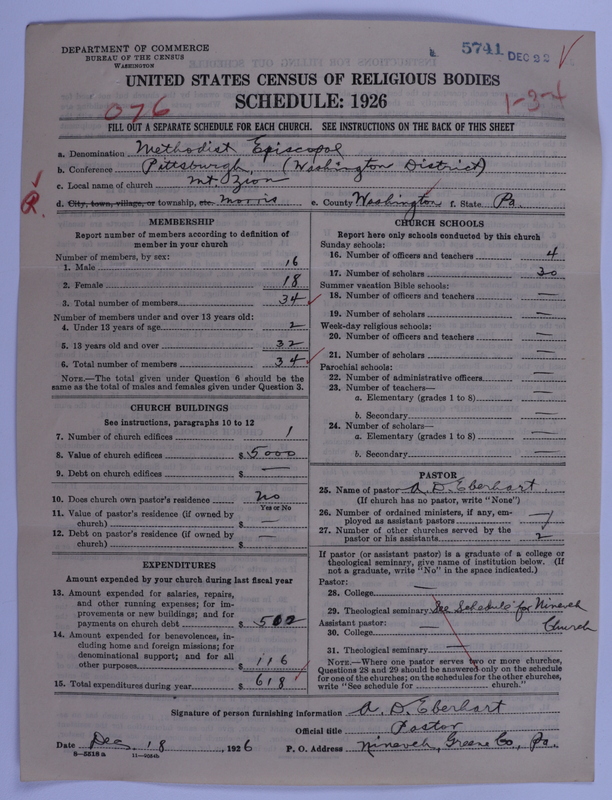 DEPARTMENT OF COMMERCE
BUREAU OF THE CENSUS
WASHINGTON
5741 DEC 22
UNITED STATES CENSUS OF RELIGIOUS BODIES
SCHEDULE: 1926
076
1-3-4
FILL OUT A SEPARATE SCHEDULE FOR EACH CHURCH. SEE INSTRUCTIONS ON THE BACK OF THIS SHEET
a. Denomination Methodist Episcopal
b. Conference Pittsburgh, (Washington District)
c. Local name of church Mt. Zion
R. d. City, town, village, or township, etc. Morris e. County Washington f. State Pa.
MEMBERSHIP
Report number of members according to definition of
member in your church
Number of members, by sex:
1. Male 16
2. Female 18
3. Total number of members 34
Number of members under and over 13 years old:
4. Under 13 years of age 2
5. 13 years old and over 32
6. Total number of members 34
NOTE.—The total given under Question 6 should be the
same as the total of males and females given under Question 3.
CHURCH BUILDINGS
See instructions, paragraphs 10 to 12
7. Number of church edifices 1
8. Value of church edifices $ 5000
9. Debt on church edifices $ —
10. Does church own pastor's residence No
Yes or No
11. Value of pastor's residence (if owned by
church) $ —
12. Debt on pastor's residence (if owned by
church) $ —
EXPENDITURES
Amount expended by your church during last fiscal year
13. Amount expended for salaries, repairs,
and other running expenses; for im-
provements or new buildings; and for
payments on church debt $ 502
14. Amount expended for benevolences, in-
cluding home and foreign missions; for
denominational support; and for all
other purposes $ 116
15. Total expenditures during year $ 618
CHURCH SCHOOLS
Report here only schools conducted by this church
Sunday schools:
16. Number of officers and teachers 4
17. Number of scholars 30
Summer vacation Bible schools:
18. Number of officers and teachers —
19. Number of scholars —
Week-day religious schools:
20. Number of officers and teachers —
21. Number of scholars —
Parochial schools:
22. Number of administrative officers —
23. Number of teachers—
a. Elementary (grades 1 to 8) —
b. Secondary —
24. Number of scholars—
a. Elementary (grades 1 to 8) —
b. Secondary —
PASTOR
25. Name of pastor A. D. Eberhart
(If church has no pastor, write "None")
26. Number of ordained ministers, if any, em-
ployed as assistant pastors
27. Number of other churches served by the
pastor or his assistants 2
If pastor (or assistant pastor) is a graduate of a college or
theological seminary, give name of institution below. (If
not a graduate, write "No" in the space indicated.)
Pastor:
28. College —
29. Theological seminary See Schedule for Nineveh
Church
Assistant pastor:
30. College —
31. Theological seminary —
NOTE.—Where one pastor serves two or more churches,
Questions 28 and 29 should be answered only on the schedule
for one of the churches; on the schedules for the other churches,
write "See schedule for ........ church."
Signature of person furnishing information A. D. Eberhart
Official title Pastor
Date Dec. 18, 1926 P. O. Address Nineveh, Greene Co., Pa.
8—5518 a